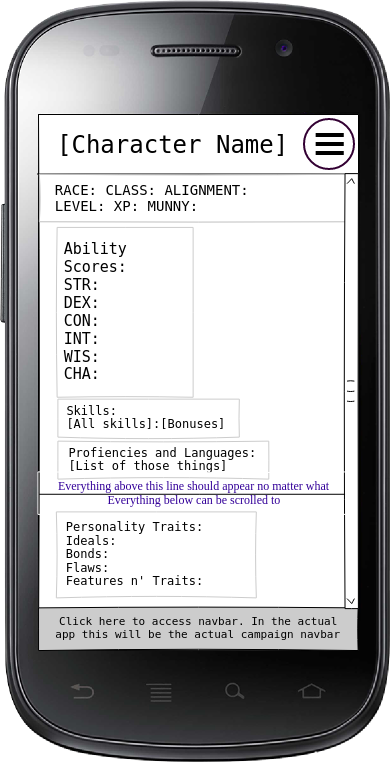 [Character Name]
RACE: CLASS: ALIGNMENT:
LEVEL: XP: MUNNY:
Ability
Scores:
STR:
DEX:
CON:
INT:
WIS:
CHA:
Skills:
[All skills]:[Bonuses]
Profiencies and Languages:
[List of those things]
Everything above this line should appear no matter what
Everything below can be scrolled to
Personality Traits:
Ideals:
Bonds:
Flaws:
Features n' Traits:
Click here to access navbar. In the actual
app this will be the actual campaign navbar